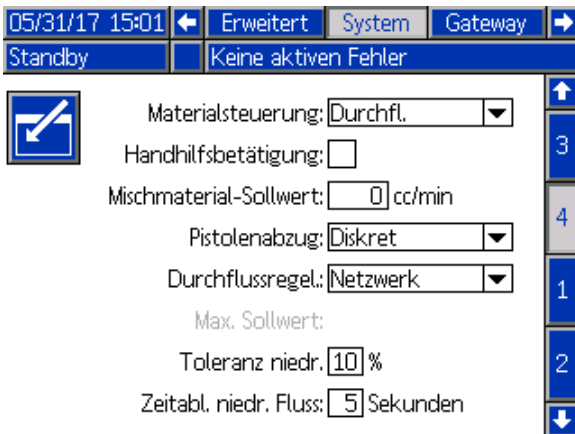 05/31/17 15:01 Erweitert System Gateway
Standby Keine aktiven Fehler
Materialsteuerung: Durchfl.
Handhilfsbetätigung:
Mischmaterial-Sollwert: 0 cc/min
Pistolenabzug: Diskret
Durchflussregel.: Netzwerk
Max. Sollwert:
Toleranz niedr. 10 %
Zeitabl. niedr. Fluss: 5 Sekunden
3
4
1
2